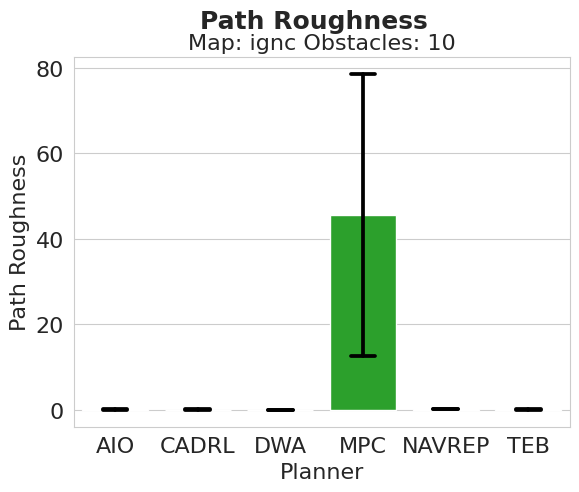 Path Roughness
Map: ignc Obstacles: 10
80
60
40
20
0
Path Roughness
AIO CADRL DWA MPC NAVREP TEB
Planner